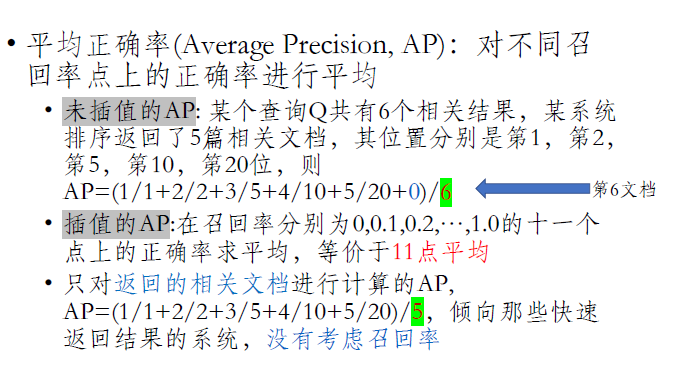 • 平均正确率(Average Precision, AP)：对不同召
回率点上的正确率进行平均
• 未插值的AP: 某个查询Q共有6个相关结果，某系统
排序返回了5篇相关文档，其位置分别是第1，第2，
第5，第10，第20位，则
AP=(1/1+2/2+3/5+4/10+5/20+0)/6
第6文档
• 插值的AP:在召回率分别为0,0.1,0.2,⋯,1.0的十一个
点上的正确率求平均，等价于11点平均
• 只对返回的相关文档进行计算的AP,
AP=(1/1+2/2+3/5+4/10+5/20)/5，倾向那些快速
返回结果的系统，没有考虑召回率